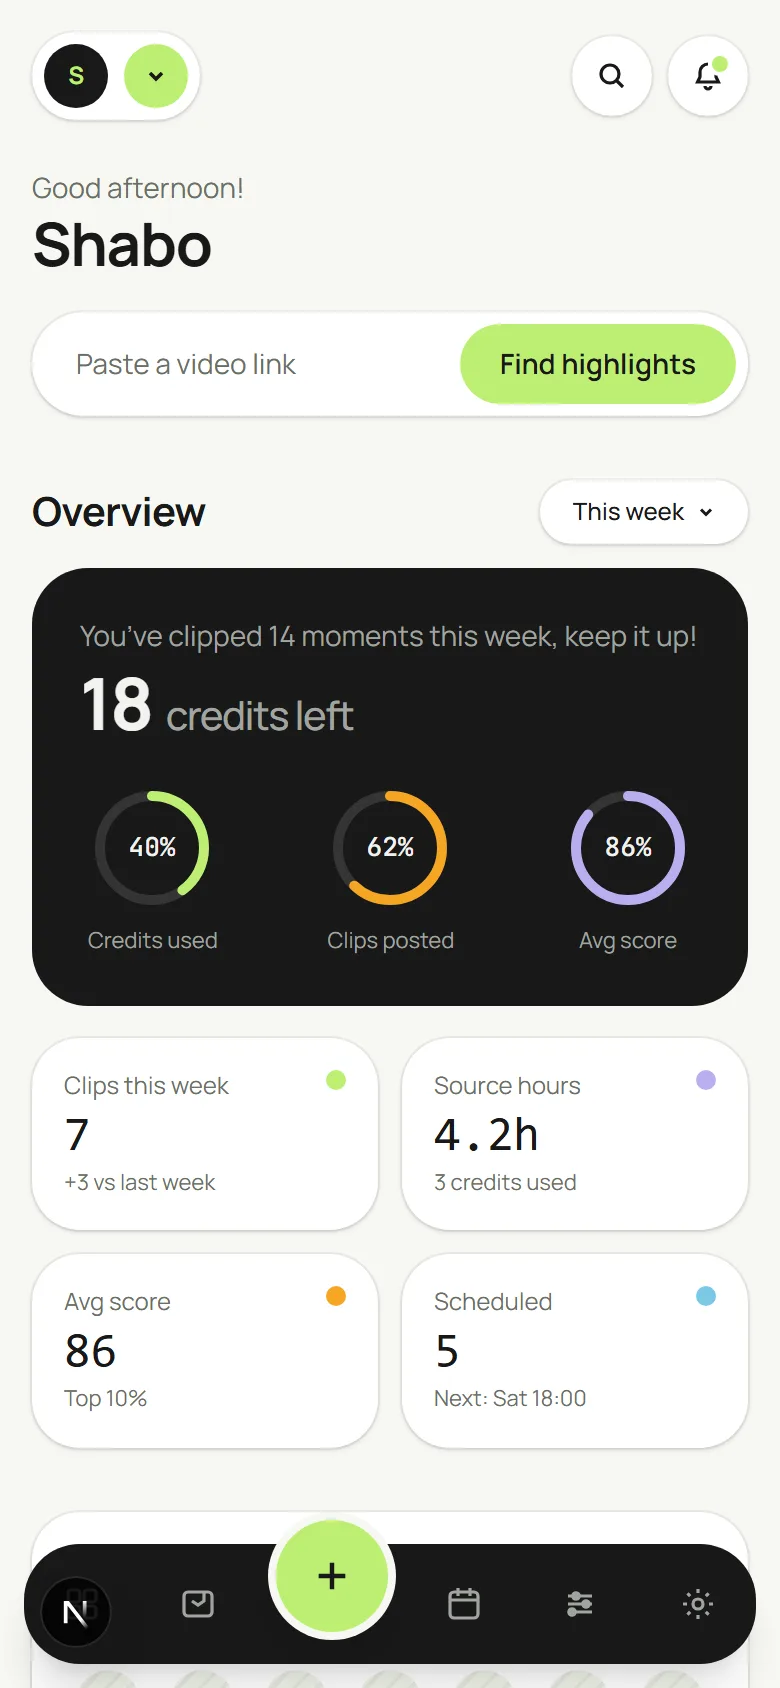 S
Good afternoon!
Shabo
Paste a video link
Find highlights
Overview
This week
You've clipped 14 moments this week, keep it up!
18 credits left
40%
62%
86%
Credits used
Clips posted
Avg score
Clips this week
7
+3 vs last week
Source hours
4.2h
3 credits used
Avg score
86
Top 10%
Scheduled
5
Next: Sat 18:00
N